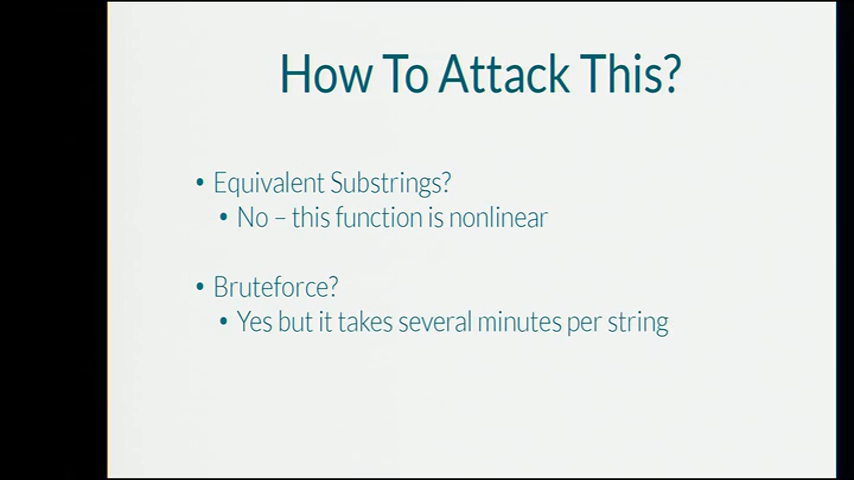 How To Attack This?
• Equivalent Substrings?
• No – this function is nonlinear
• Bruteforce?
• Yes but it takes several minutes per string